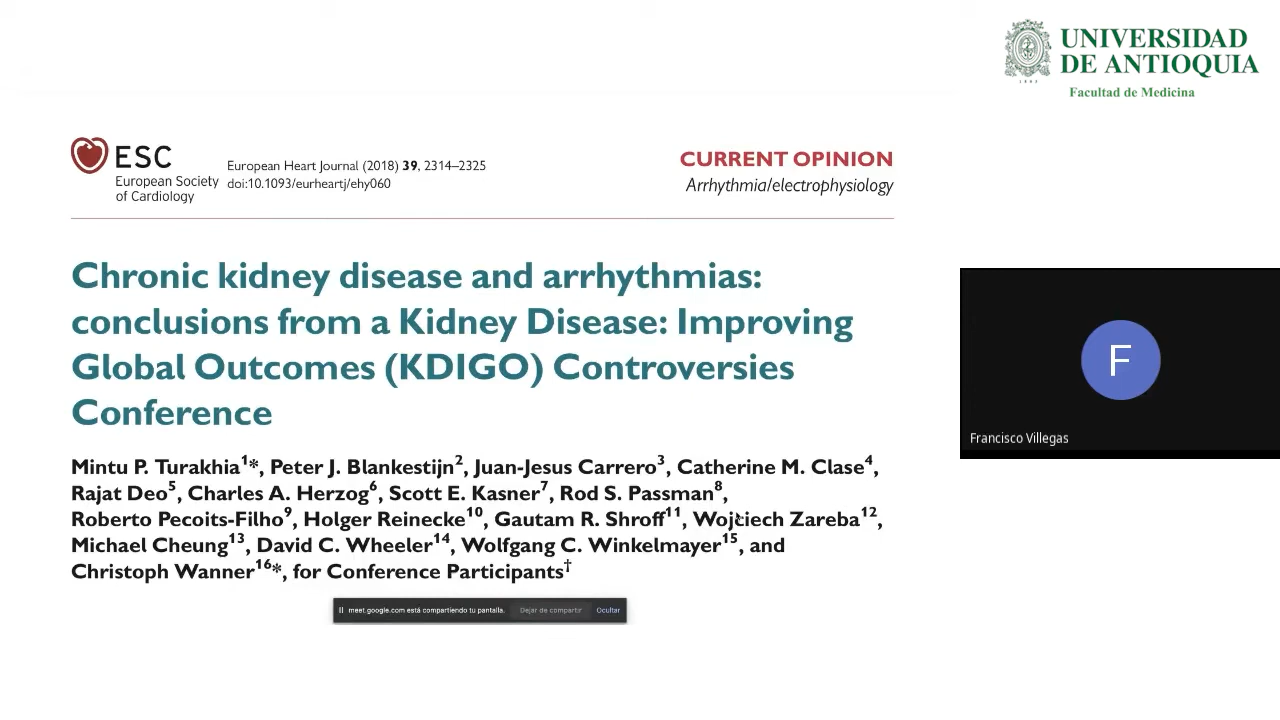 UNIVERSIDAD
DE ANTIOQUIA
1803
Facultad de Medicina
ESC
European Society
of Cardiology
European Heart Journal (2018) 39, 2314–2325
doi:10.1093/eurheartj/ehy060
CURRENT OPINION
Arrhythmia/electrophysiology
Chronic kidney disease and arrhythmias:
conclusions from a Kidney Disease: Improving
Global Outcomes (KDIGO) Controversies
Conference
Mintu P. Turakhia1*, Peter J. Blankestijn2, Juan-Jesus Carrero3, Catherine M. Clase4,
Rajat Deo5, Charles A. Herzog6, Scott E. Kasner7, Rod S. Passman8,
Roberto Pecoits-Filho9, Holger Reinecke10, Gautam R. Shroff11, Wojciech Zareba12,
Michael Cheung13, David C. Wheeler14, Wolfgang C. Winkelmayer15, and
Christoph Wanner16*, for Conference Participants†
meet.google.com está compartiendo tu pantalla.
Dejar de compartir
Ocultar
F
Francisco Villegas